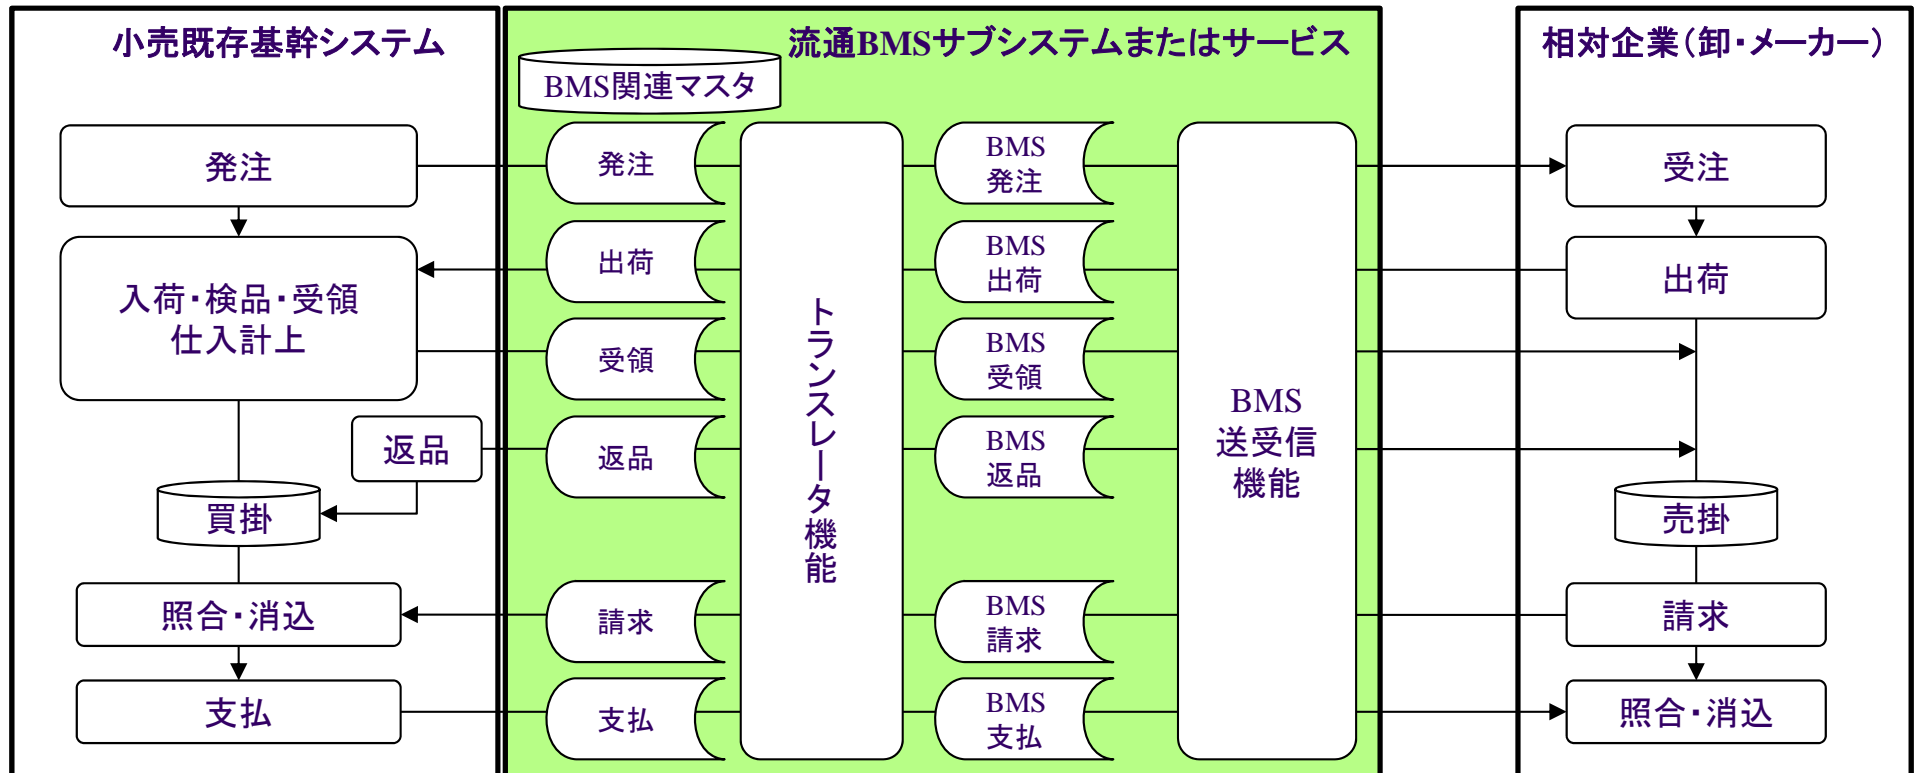 小売既存基幹システム
発注
入荷・検品・受領
仕入計上
返品
買掛
照合・消込
支払
流通BMSサブシステムまたはサービス
BMS関連マスタ
発注
出荷
受領
返品
請求
支払
トランスレータ機能
BMS
発注
BMS
出荷
BMS
受領
BMS
返品
BMS
請求
BMS
支払
BMS
送受信
機能
相対企業（卸・メーカー）
受注
出荷
売掛
請求
照合・消込